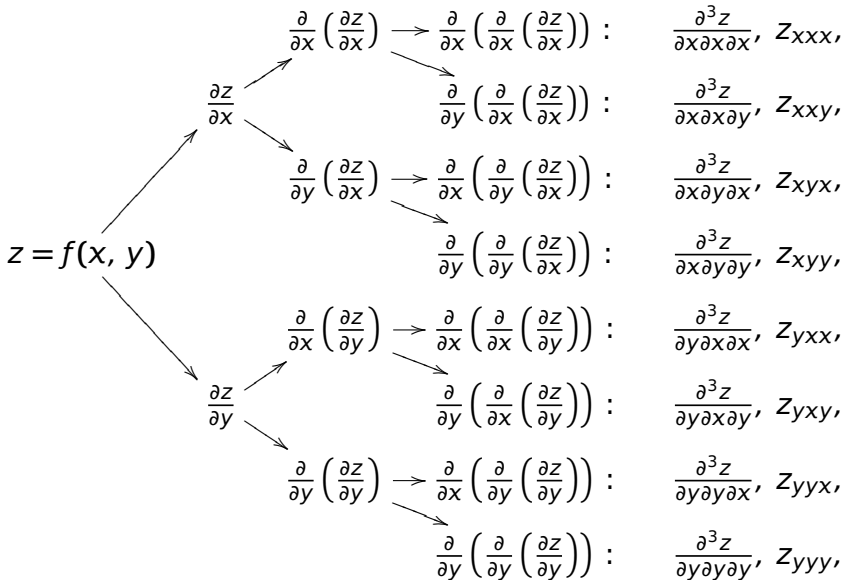 ∂/∂x (∂z/∂x) → ∂/∂x (∂/∂x (∂z/∂x)) : ∂³z/∂x∂x∂x, z_xxx,
∂z/∂x ∂/∂y (∂/∂x (∂z/∂x)) : ∂³z/∂x∂x∂y, z_xxy,
∂/∂y (∂z/∂x) → ∂/∂x (∂/∂y (∂z/∂x)) : ∂³z/∂x∂y∂x, z_xyx,
z = f(x, y) ∂/∂y (∂/∂y (∂z/∂x)) : ∂³z/∂x∂y∂y, z_xyy,
∂/∂x (∂z/∂y) → ∂/∂x (∂/∂x (∂z/∂y)) : ∂³z/∂y∂x∂x, z_yxx,
∂z/∂y ∂/∂y (∂/∂x (∂z/∂y)) : ∂³z/∂y∂x∂y, z_yxy,
∂/∂y (∂z/∂y) → ∂/∂x (∂/∂y (∂z/∂y)) : ∂³z/∂y∂y∂x, z_yyx,
∂/∂y (∂/∂y (∂z/∂y)) : ∂³z/∂y∂y∂y, z_yyy,